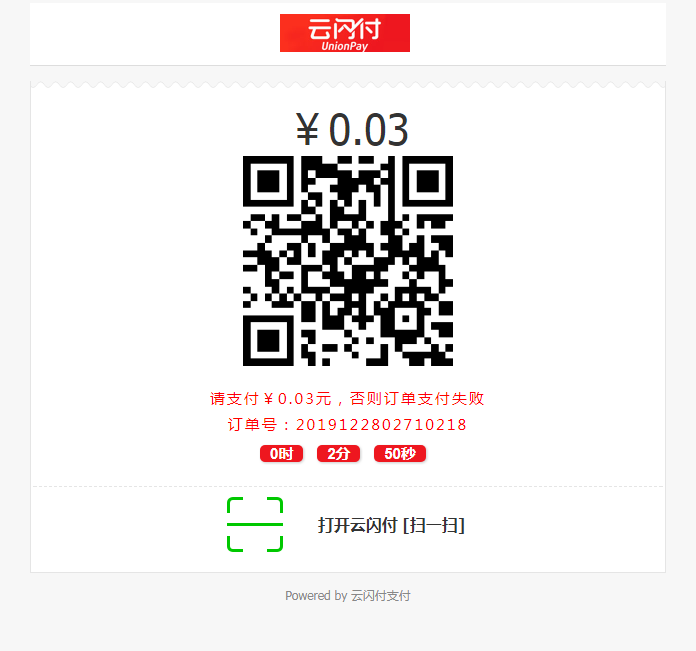 云闪付
UnionPay
￥0.03
请支付￥0.03元，否则订单支付失败
订单号：2019122802710218
0时 2分 50秒
打开云闪付 [扫一扫]
Powered by 云闪付支付